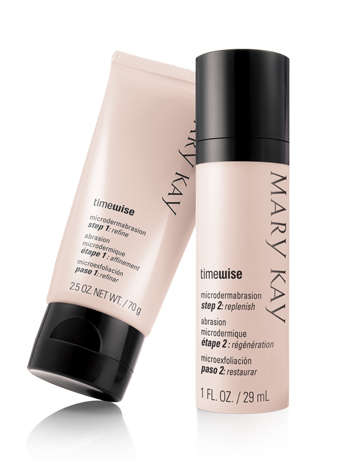 MARY KAY
timewise
microdermabrasion
step 1: refine
abrasion
microdermique
étape 1: affinement
microexfoliación
paso 1: refinar
2.5 OZ. NET WT. / 70 g
MARY KAY
timewise
microdermabrasion
step 2: replenish
abrasion
microdermique
étape 2: régénération
microexfoliación
paso 2: restaurar
1 FL. OZ. / 29 mL